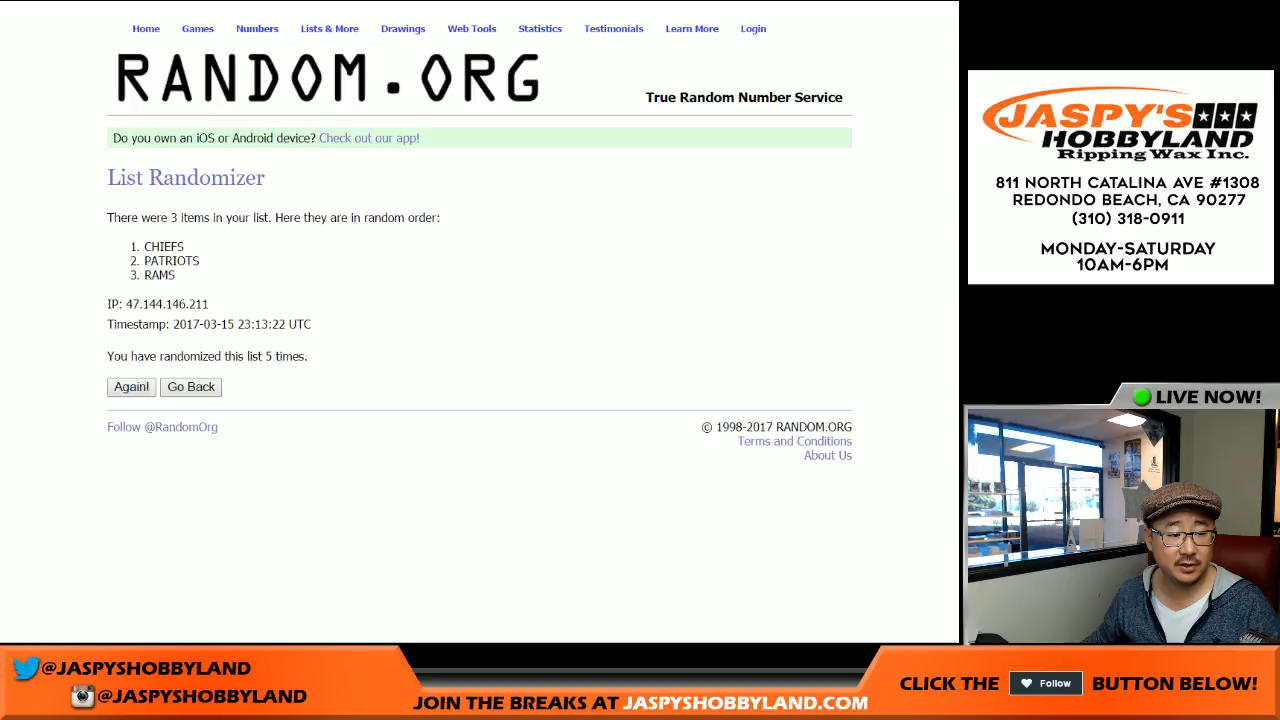 Home Games Numbers Lists & More Drawings Web Tools Statistics Testimonials Learn More Login
RANDOM.ORG
True Random Number Service
Do you own an iOS or Android device? Check out our app!
List Randomizer
There were 3 items in your list. Here they are in random order:
1. CHIEFS
2. PATRIOTS
3. RAMS
IP: 47.144.146.211
Timestamp: 2017-03-15 23:13:22 UTC
You have randomized this list 5 times.
Again! Go Back
Follow @RandomOrg
© 1998-2017 RANDOM.ORG
Terms and Conditions
About Us
JASPY'S
HOBBYLAND
Ripping Wax Inc.
811 NORTH CATALINA AVE #1308
REDONDO BEACH, CA 90277
(310) 318-0911
MONDAY-SATURDAY
10AM-6PM
LIVE NOW!
@JASPYSHOBBYLAND
@JASPYSHOBBYLAND
JOIN THE BREAKS AT JASPYSHOBBYLAND.COM
CLICK THE Follow BUTTON BELOW!